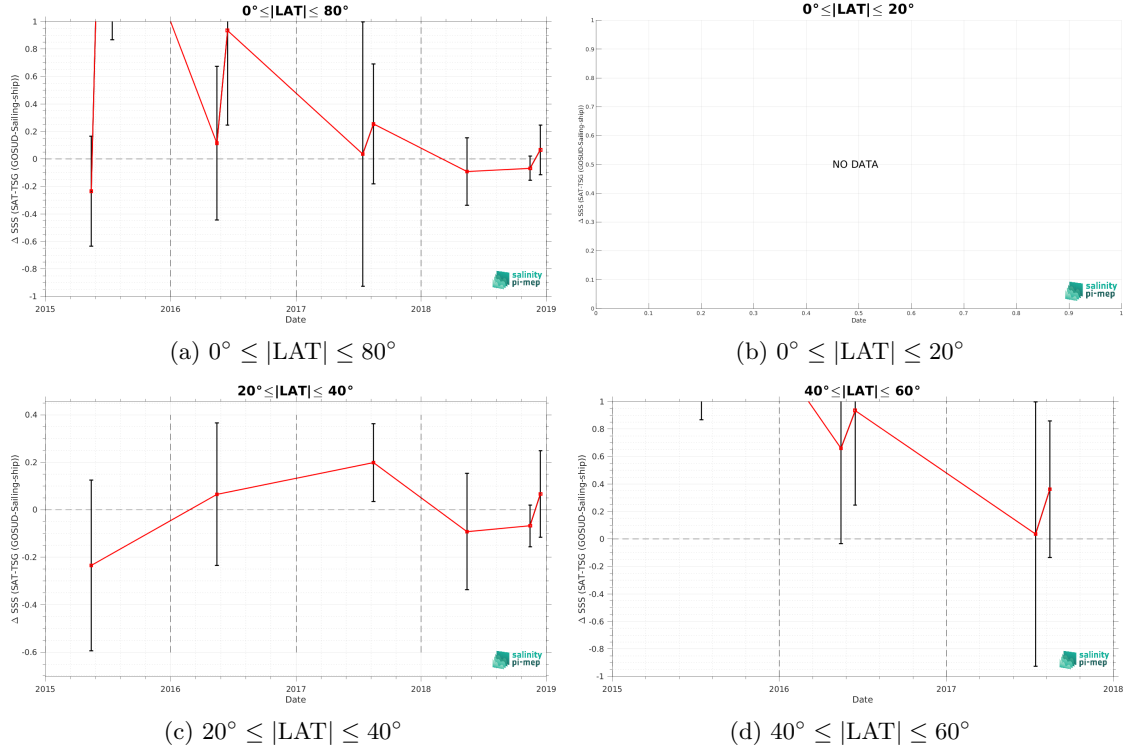 0°≤|LAT|≤ 80°
Δ SSS (SAT-TSG (GOSUD-Sailing-ship))
1
0.8
0.6
0.4
0.2
0
-0.2
-0.4
-0.6
-0.8
-1
2015
2016
2017
2018
2019
Date
salinity
pi-mep
(a) 0° ≤ |LAT| ≤ 80°
0°≤|LAT|≤ 20°
Δ SSS (SAT-TSG (GOSUD-Sailing-ship))
1
0.9
0.8
0.7
0.6
0.5
0.4
0.3
0.2
0.1
0
NO DATA
0
0.1
0.2
0.3
0.4
0.5
0.6
0.7
0.8
0.9
1
Date
salinity
pi-mep
(b) 0° ≤ |LAT| ≤ 20°
20°≤|LAT|≤ 40°
Δ SSS (SAT-TSG (GOSUD-Sailing-ship))
0.4
0.2
0
-0.2
-0.4
-0.6
2015
2016
2017
2018
2019
Date
salinity
pi-mep
(c) 20° ≤ |LAT| ≤ 40°
40°≤|LAT|≤ 60°
Δ SSS (SAT-TSG (GOSUD-Sailing-ship))
1
0.8
0.6
0.4
0.2
0
-0.2
-0.4
-0.6
-0.8
-1
2015
2016
2017
2018
Date
salinity
pi-mep
(d) 40° ≤ |LAT| ≤ 60°